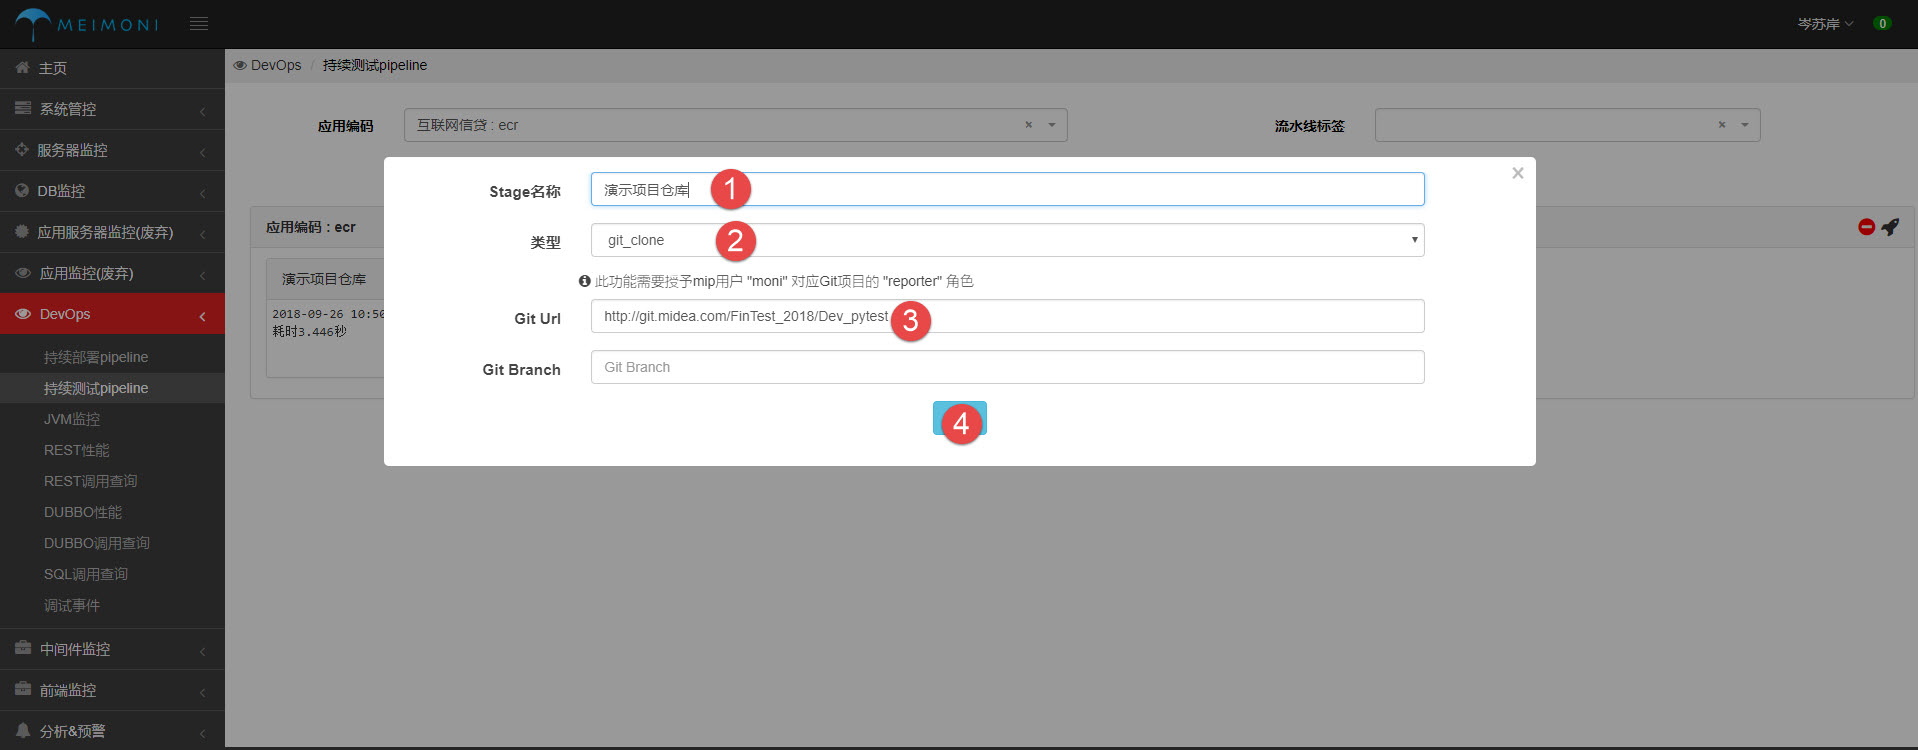 MEIMONI
岑苏岸
0
主页
系统管控
服务器监控
DB监控
应用服务器监控(废弃)
应用监控(废弃)
DevOps
持续部署pipeline
持续测试pipeline
JVM监控
REST性能
REST调用查询
DUBBO性能
DUBBO调用查询
SQL调用查询
调试事件
中间件监控
前端监控
分析&预警
DevOps / 持续测试pipeline
应用编码 互联网信贷 : ecr × 流水线标签 ×
应用编码 : ecr
演示项目仓库
2018-09-26 10:50
耗时3.446秒
×
Stage名称 演示项目仓库 1
类型 git_clone 2
此功能需要授予mip用户 "moni" 对应Git项目的 "reporter" 角色
Git Url http://git.midea.com/FinTest_2018/Dev_pytest 3
Git Branch Git Branch
4